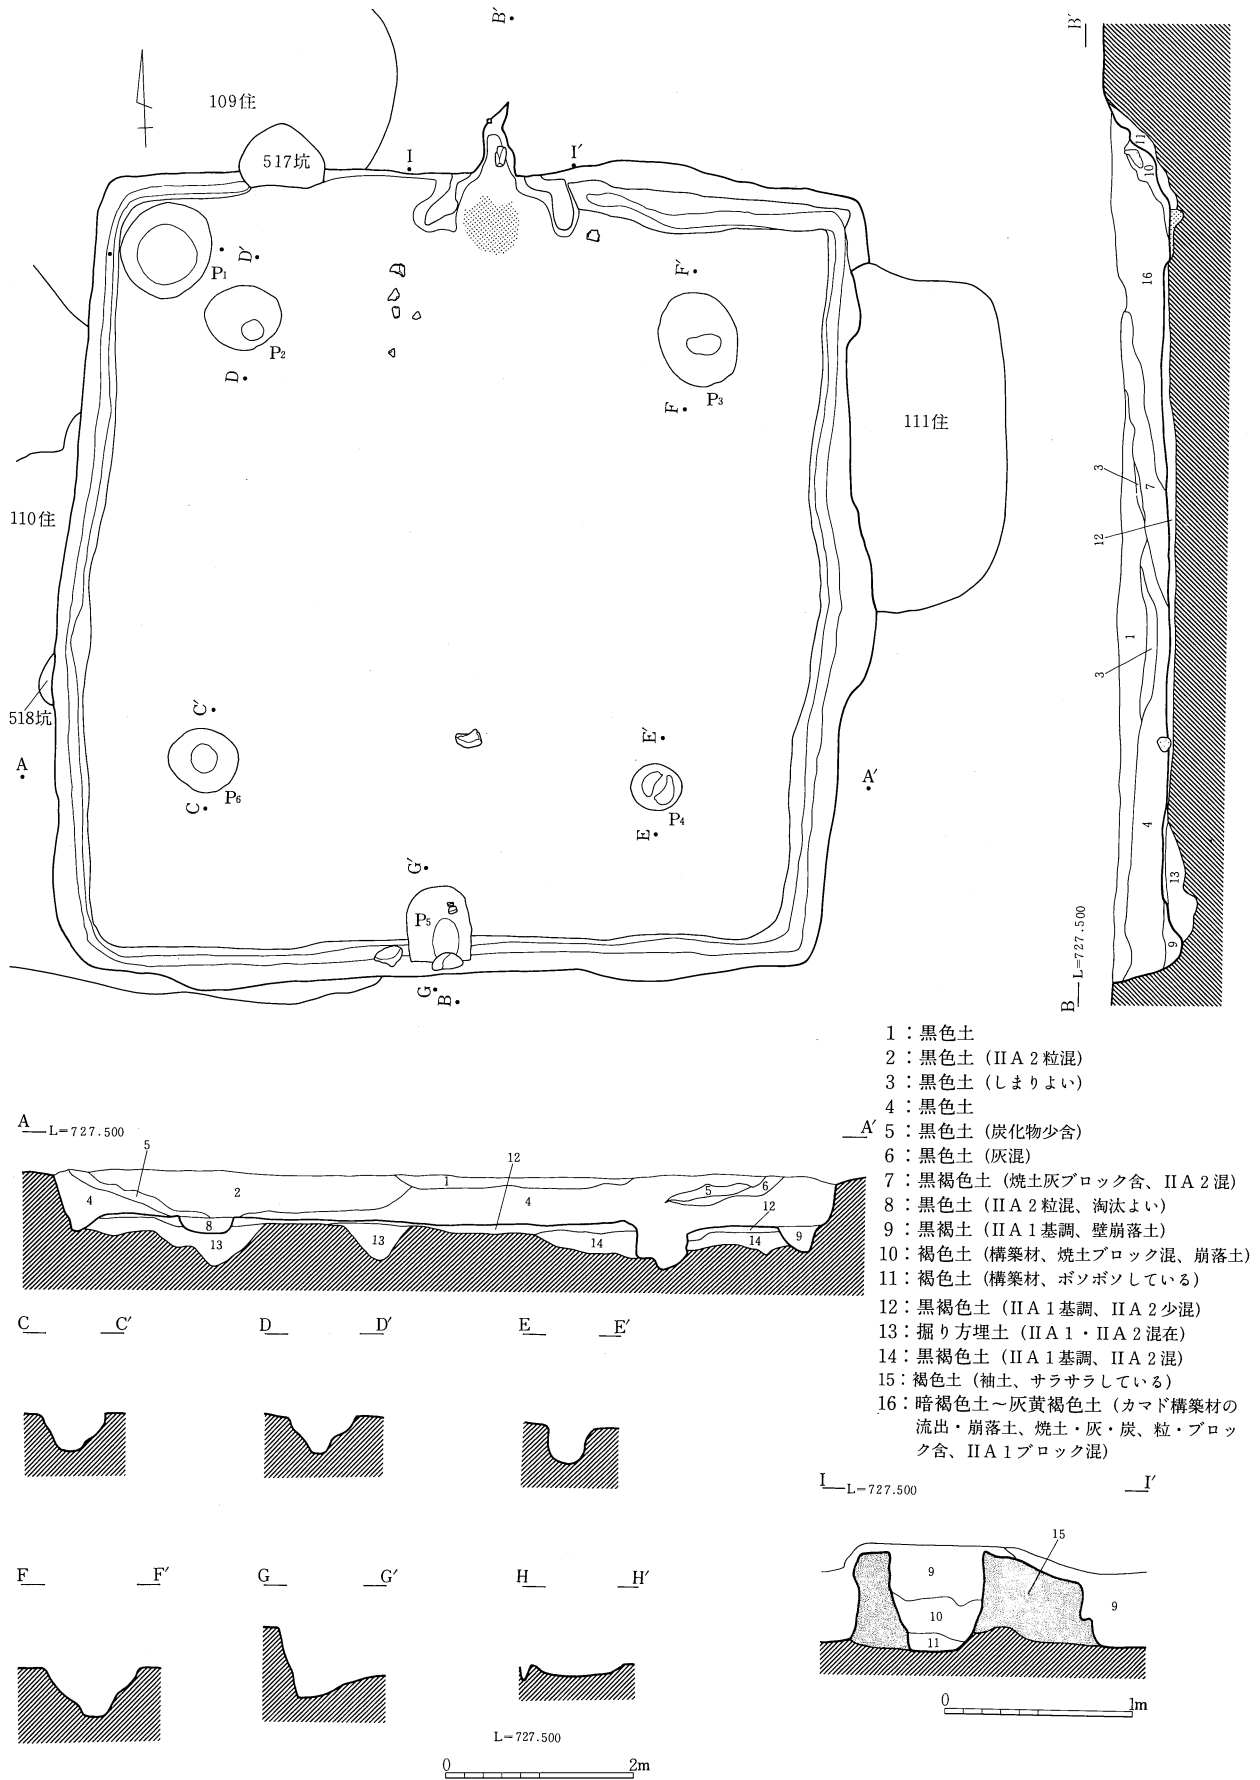 B′
B′
109住
517坑
I
I′
11
10
P1
D′
F′
16
P2
D
F
P3
111住
3
7
110住
12
1
3
C′
518坑
E′
A
A′
C
P6
P4
E
4
G′
13
P5
9
G
B
B
L=727.500
1：黒色土
2：黒色土（ⅡA2粒混）
3：黒色土（しまりよい）
4：黒色土
5：黒色土（炭化物少含）
6：黒色土（灰混）
7：黒褐色土（焼土灰ブロック含、ⅡA2混）
8：黒色土（ⅡA2粒混、淘汰よい）
9：黒褐土（ⅡA1基調、壁崩落土）
10：褐色土（構築材、焼土ブロック混、崩落土）
11：褐色土（構築材、ボソボソしている）
12：黒褐色土（ⅡA1基調、ⅡA2少混）
13：掘り方埋土（ⅡA1・ⅡA2混在）
14：黒褐色土（ⅡA1基調、ⅡA2混）
15：褐色土（袖土、サラサラしている）
16：暗褐色土～灰黄褐色土（カマド構築材の
流出・崩落土、焼土・灰・炭、粒・ブロッ
ク含、ⅡA1ブロック混）
A
L=727.500
A′
5
12
1
5
6
4
2
4
12
8
13
13
14
14
9
C
C′
D
D′
E
E′
F
F′
G
G′
H
H′
L=727.500
0
2m
I
L=727.500
I′
15
9
10
9
11
0
1m